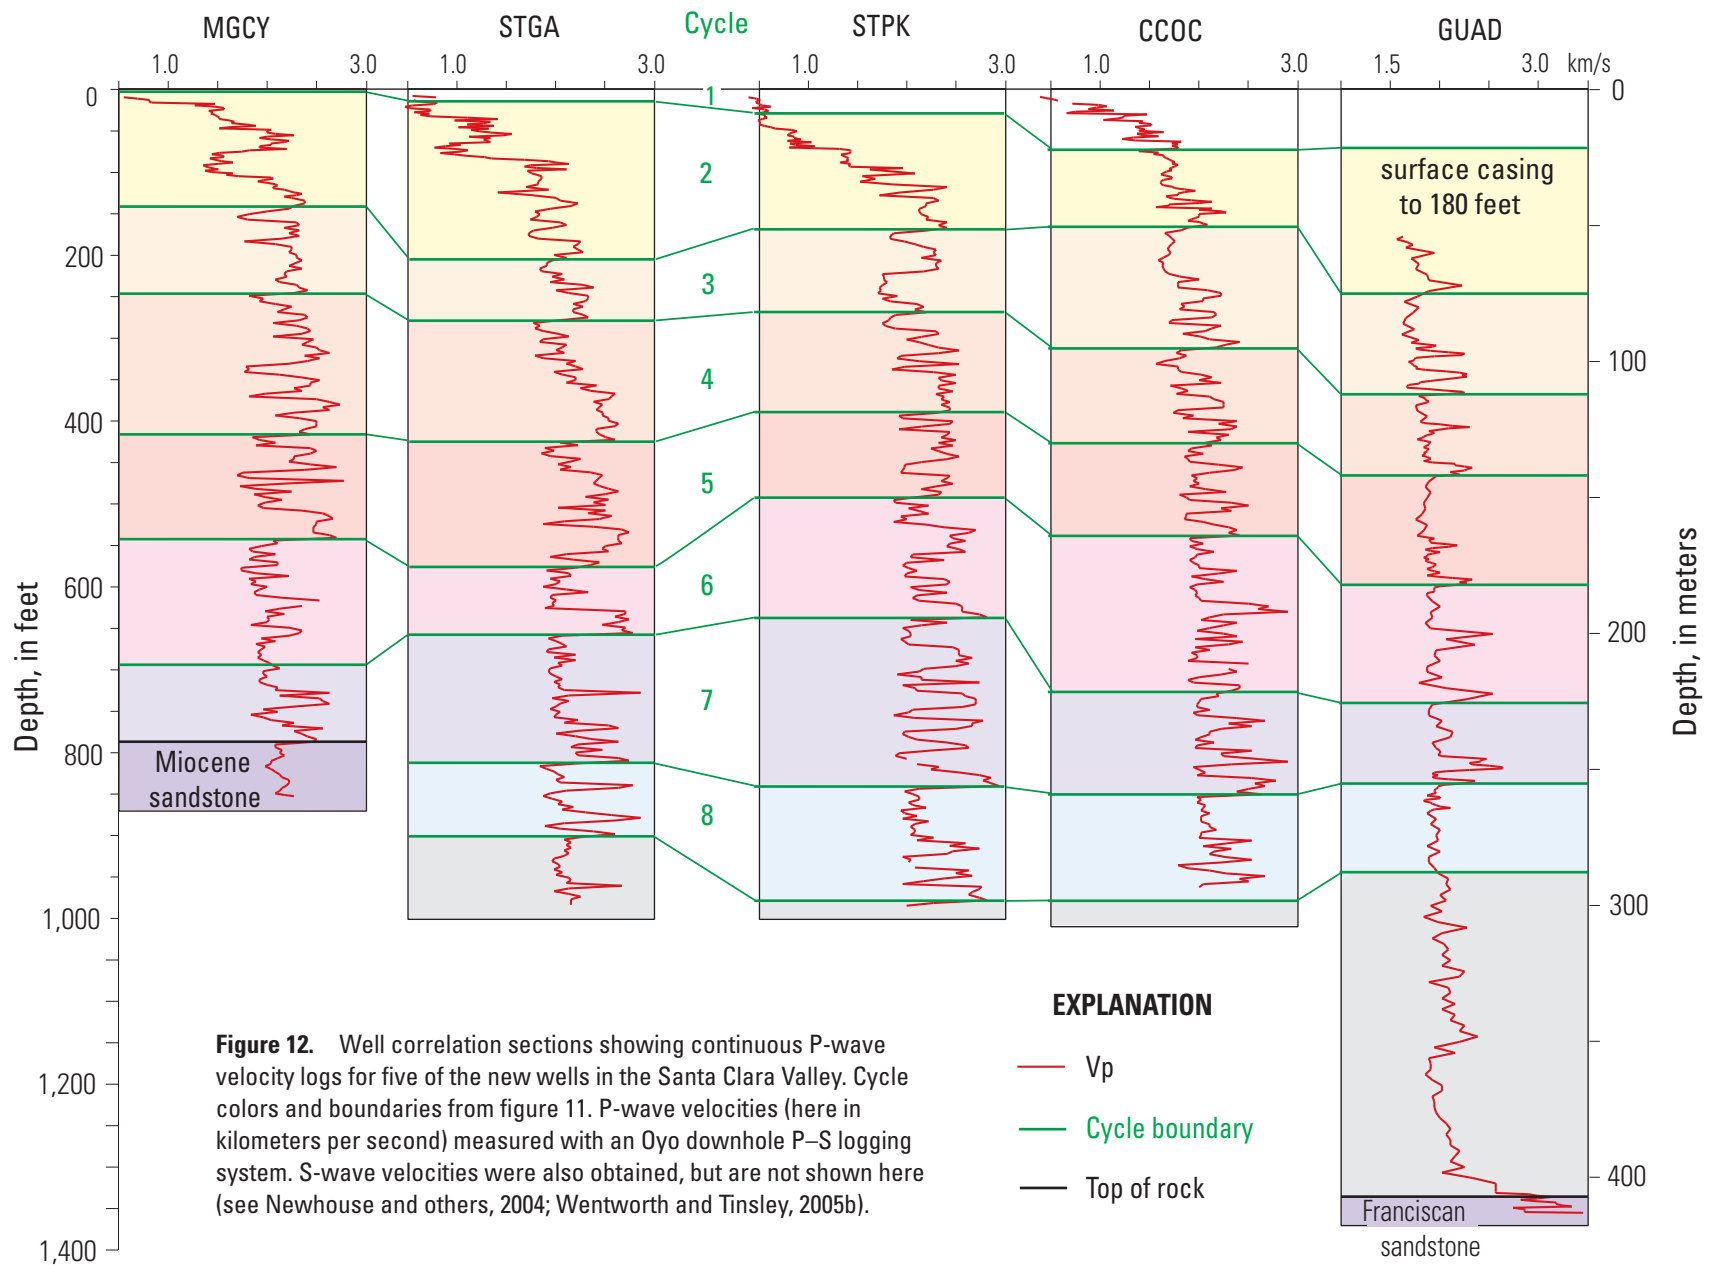 MGCY STGA Cycle STPK CCOC GUAD
1.0 3.0 1.0 3.0 1.0 3.0 1.0 3.0 1.5 3.0 km/s
0 1 0
surface casing
to 180 feet
2
200
3
100
4
400
5
Depth, in feet
Depth, in meters
6
600
200
7
800
Miocene
sandstone
8
1,000
300
EXPLANATION
Vp
Cycle boundary
Top of rock
Figure 12. Well correlation sections showing continuous P-wave
velocity logs for five of the new wells in the Santa Clara Valley. Cycle
colors and boundaries from figure 11. P-wave velocities (here in
kilometers per second) measured with an Oyo downhole P–S logging
system. S-wave velocities were also obtained, but are not shown here
(see Newhouse and others, 2004; Wentworth and Tinsley, 2005b).
1,200
400
Franciscan
sandstone
1,400